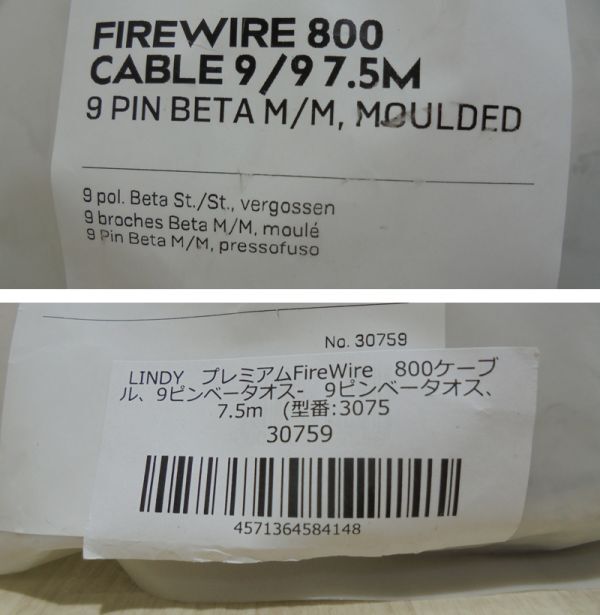 FIREWIRE 800
CABLE 9/9 7.5M
9 PIN BETA M/M, MOULDED
9 pol. Beta St./St., vergossen
9 broches Beta M/M, moulé
9 Pin Beta M/M, pressofuso
No. 30759
LINDY プレミアムFireWire 800ケーブ
ル、9ピンベータオス- 9ピンベータオス、
7.5m (型番:3075
30759
4571364584148